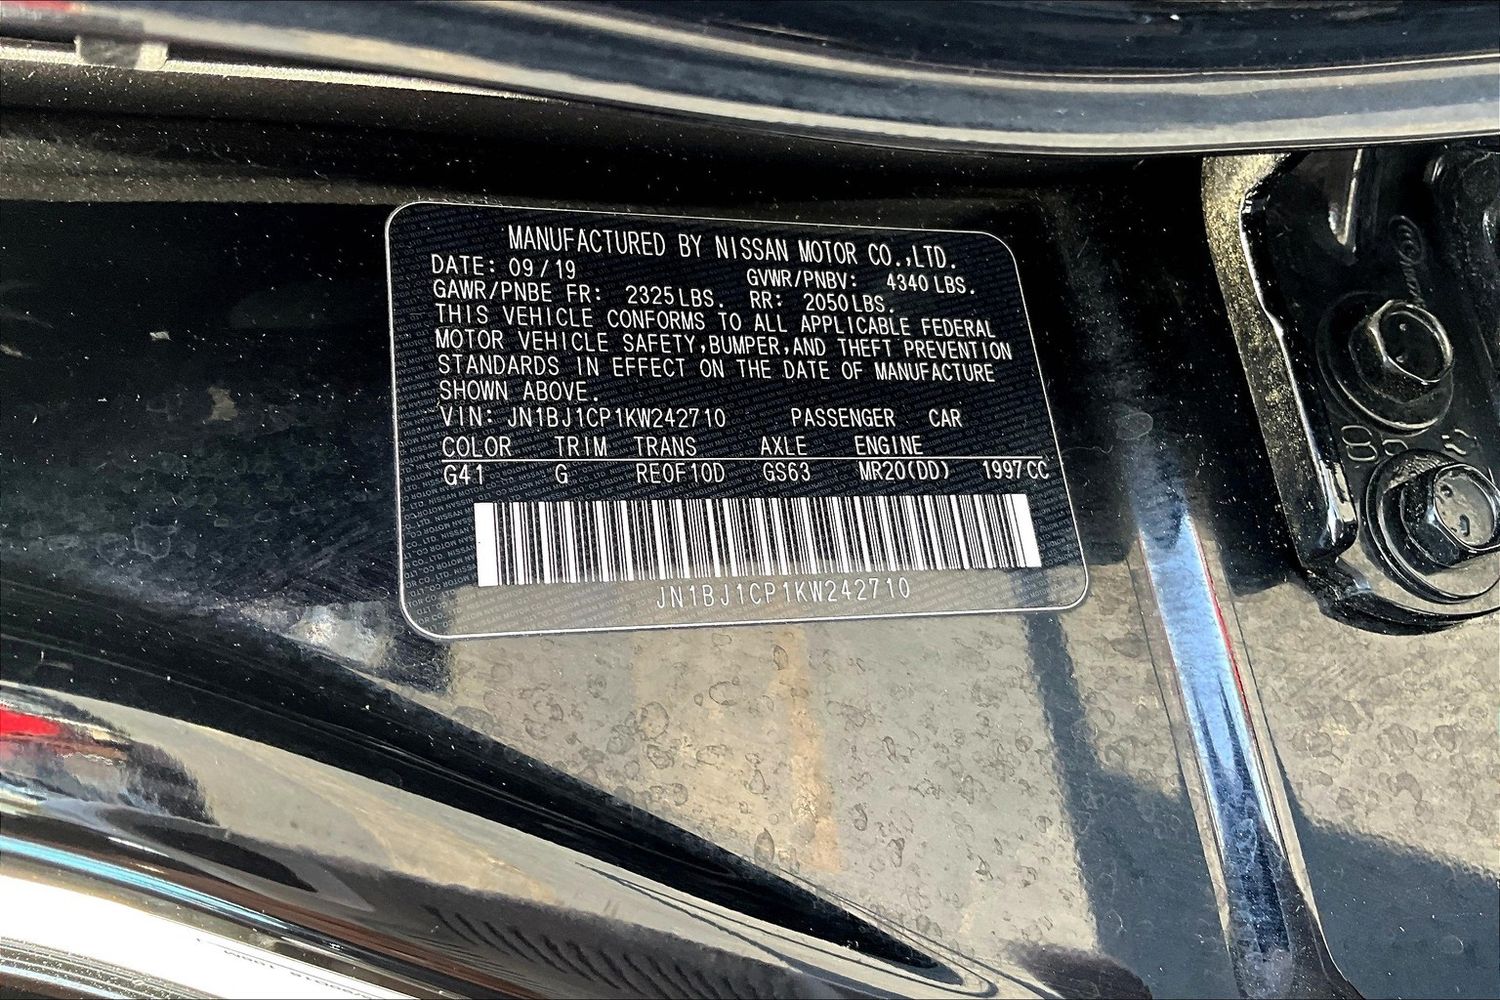 MANUFACTURED BY NISSAN MOTOR CO.,LTD.
DATE: 09/19 GVWR/PNBV: 4340 LBS.
GAWR/PNBE FR: 2325 LBS. RR: 2050 LBS.
THIS VEHICLE CONFORMS TO ALL APPLICABLE FEDERAL
MOTOR VEHICLE SAFETY,BUMPER,AND THEFT PREVENTION
STANDARDS IN EFFECT ON THE DATE OF MANUFACTURE
SHOWN ABOVE.
VIN: JN1BJ1CP1KW242710 PASSENGER CAR
COLOR TRIM TRANS AXLE ENGINE
G41 G RE0F10D GS63 MR20(DD) 1997CC
JN1BJ1CP1KW242710